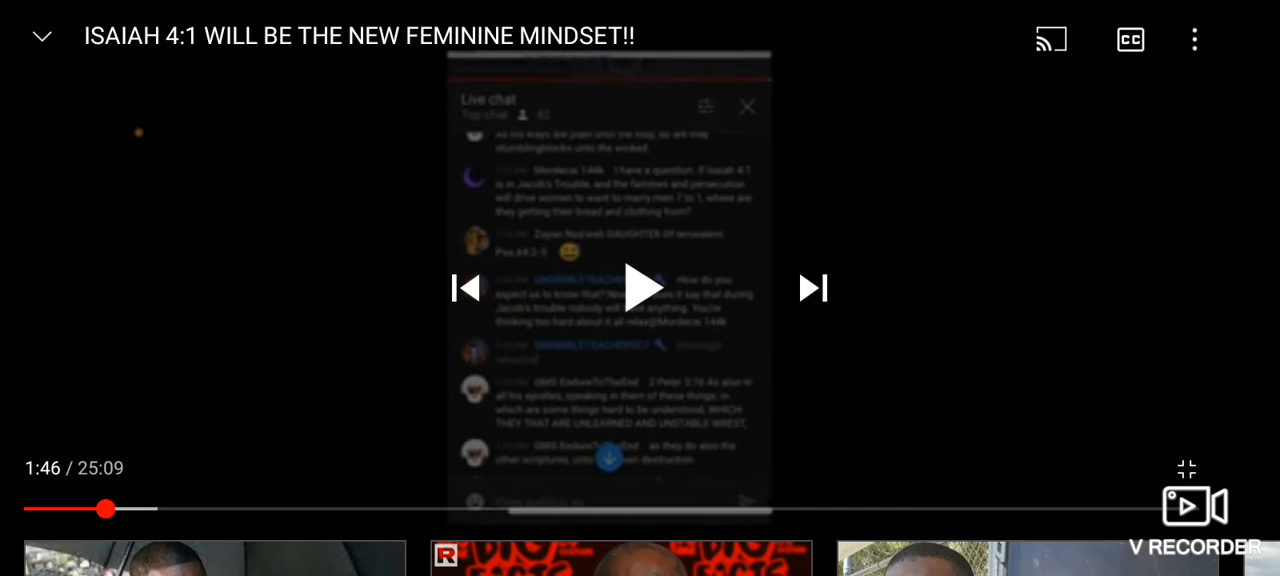 ISAIAH 4:1 WILL BE THE NEW FEMININE MINDSET!!
CC
Live chat
Top chat 42
As his ways are plain unto the holy, so are they
stumblingblocks unto the wicked.
Mordecai 144k I have a question. If Isaiah 4:1
is in Jacob's Trouble, and the famines and persecution
will drive women to want to marry men 7 to 1, where are
they getting their bread and clothing from?
DAUGHTER Of Jerusalem
Psa.64:2-5
How do you
expect us to know that? it say that during
Jacob's trouble nobody will anything. You're
thinking too hard about it all relax@Mordecai 144k
GMS EndureToTheEnd 2 Peter 3:16 As also in
all his epistles, speaking in them of these things; in
which are some things hard to be understood, WHICH
THEY THAT ARE UNLEARNED AND UNSTABLE WREST,
GMS EndureToTheEnd as they do also the
other scriptures, unto own destruction.
1:46 / 25:09
V RECORDER
R
BIG
FACTS